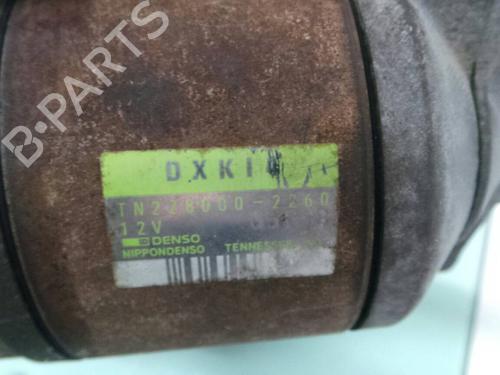 B-PARTS
DXKI
TN228000-2260
12V
DENSO
NIPPONDENSO TENNESSEE